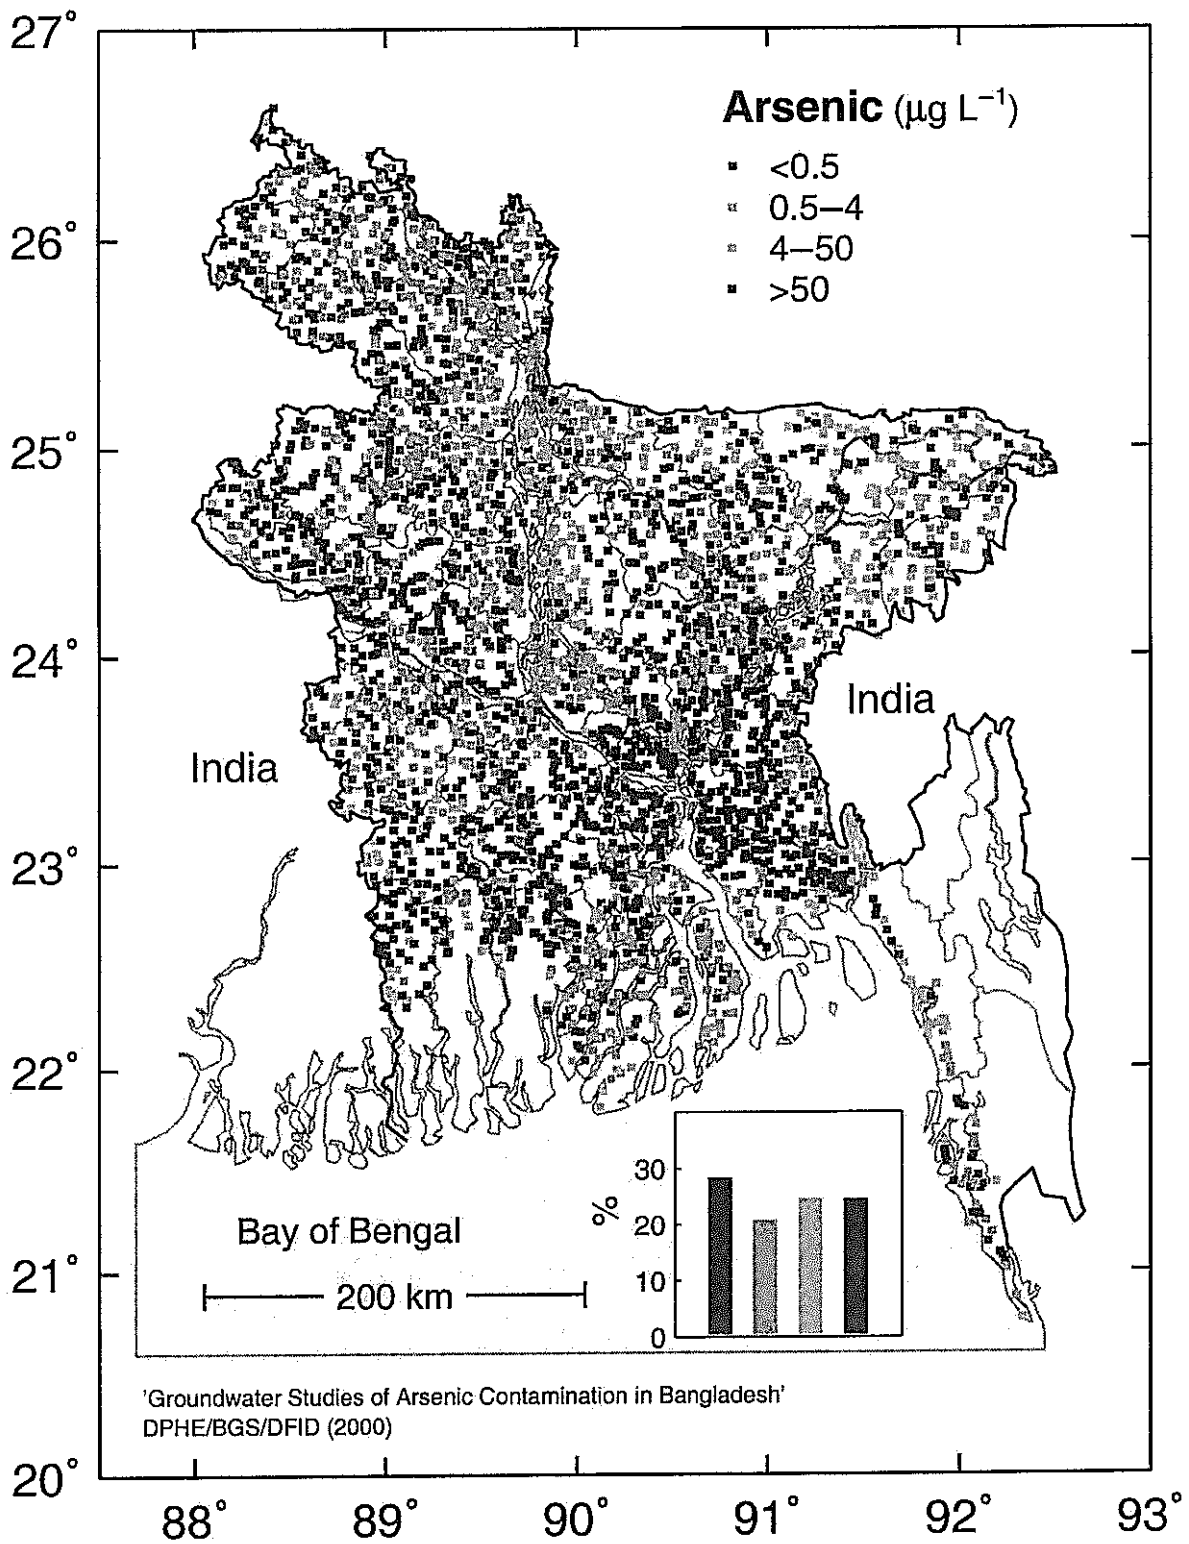 27°
Arsenic (µg L⁻¹)
<0.5
0.5–4
26°
4–50
>50
25°
24°
India
India
23°
22°
30
%
20
Bay of Bengal
21°
10
200 km
0
'Groundwater Studies of Arsenic Contamination in Bangladesh'
DPHE/BGS/DFID (2000)
20°
88° 89° 90° 91° 92° 93°